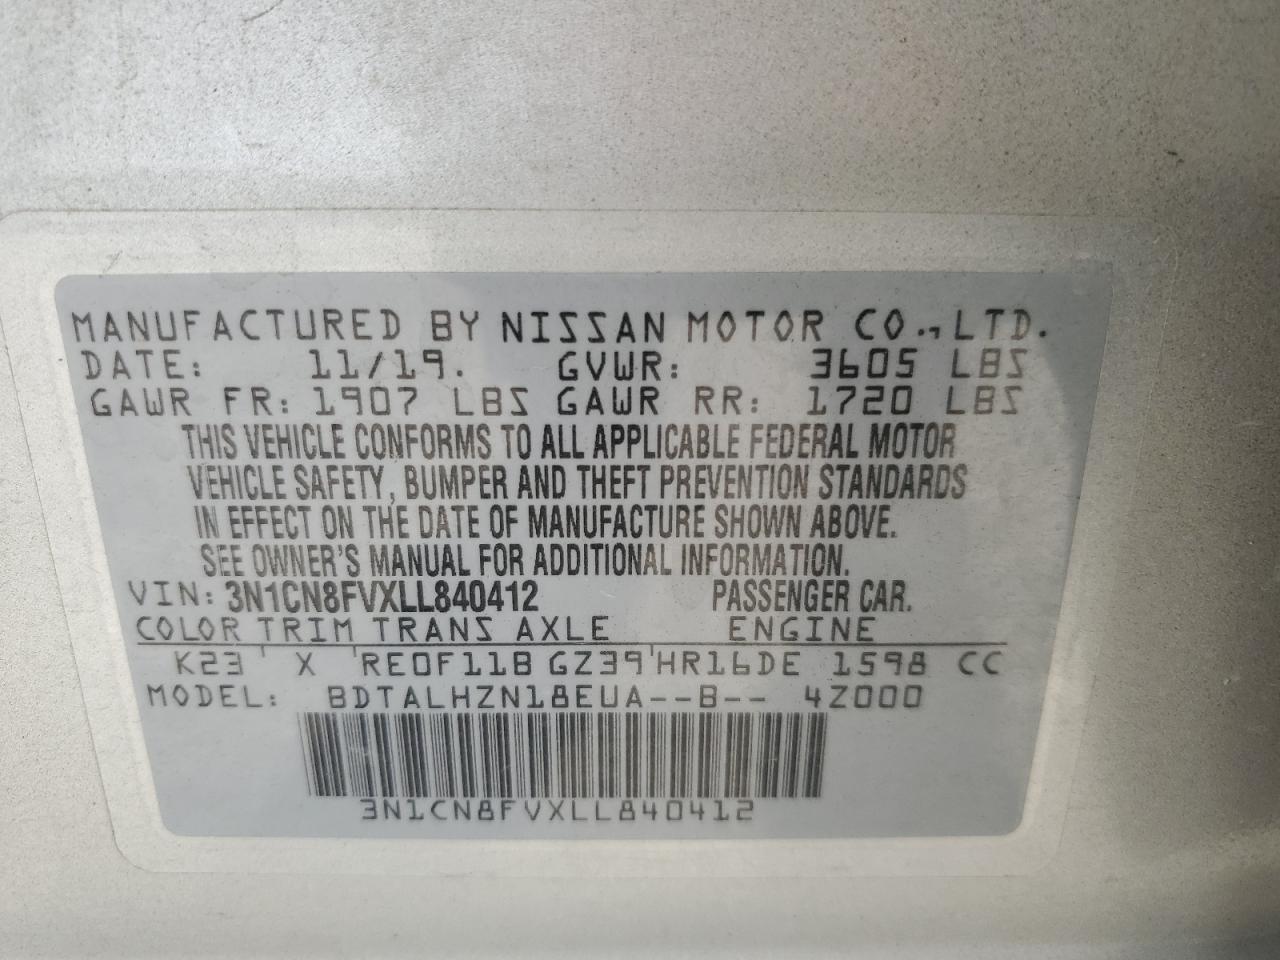 MANUFACTURED BY NISSAN MOTOR CO., LTD.
DATE: 11/19. GVWR: 3605 LBS
GAWR FR: 1907 LBS GAWR RR: 1720 LBS
THIS VEHICLE CONFORMS TO ALL APPLICABLE FEDERAL MOTOR
VEHICLE SAFETY, BUMPER AND THEFT PREVENTION STANDARDS
IN EFFECT ON THE DATE OF MANUFACTURE SHOWN ABOVE.
SEE OWNER'S MANUAL FOR ADDITIONAL INFORMATION.
VIN: 3N1CN8FVXLL840412 PASSENGER CAR.
COLOR TRIM TRANS AXLE ENGINE
K23 ' X 'RE0F11B GZ39'HR16DE 1598 CC
MODEL: BDTALHZN18EUA--B-- 4Z000
3N1CN8FVXLL840412